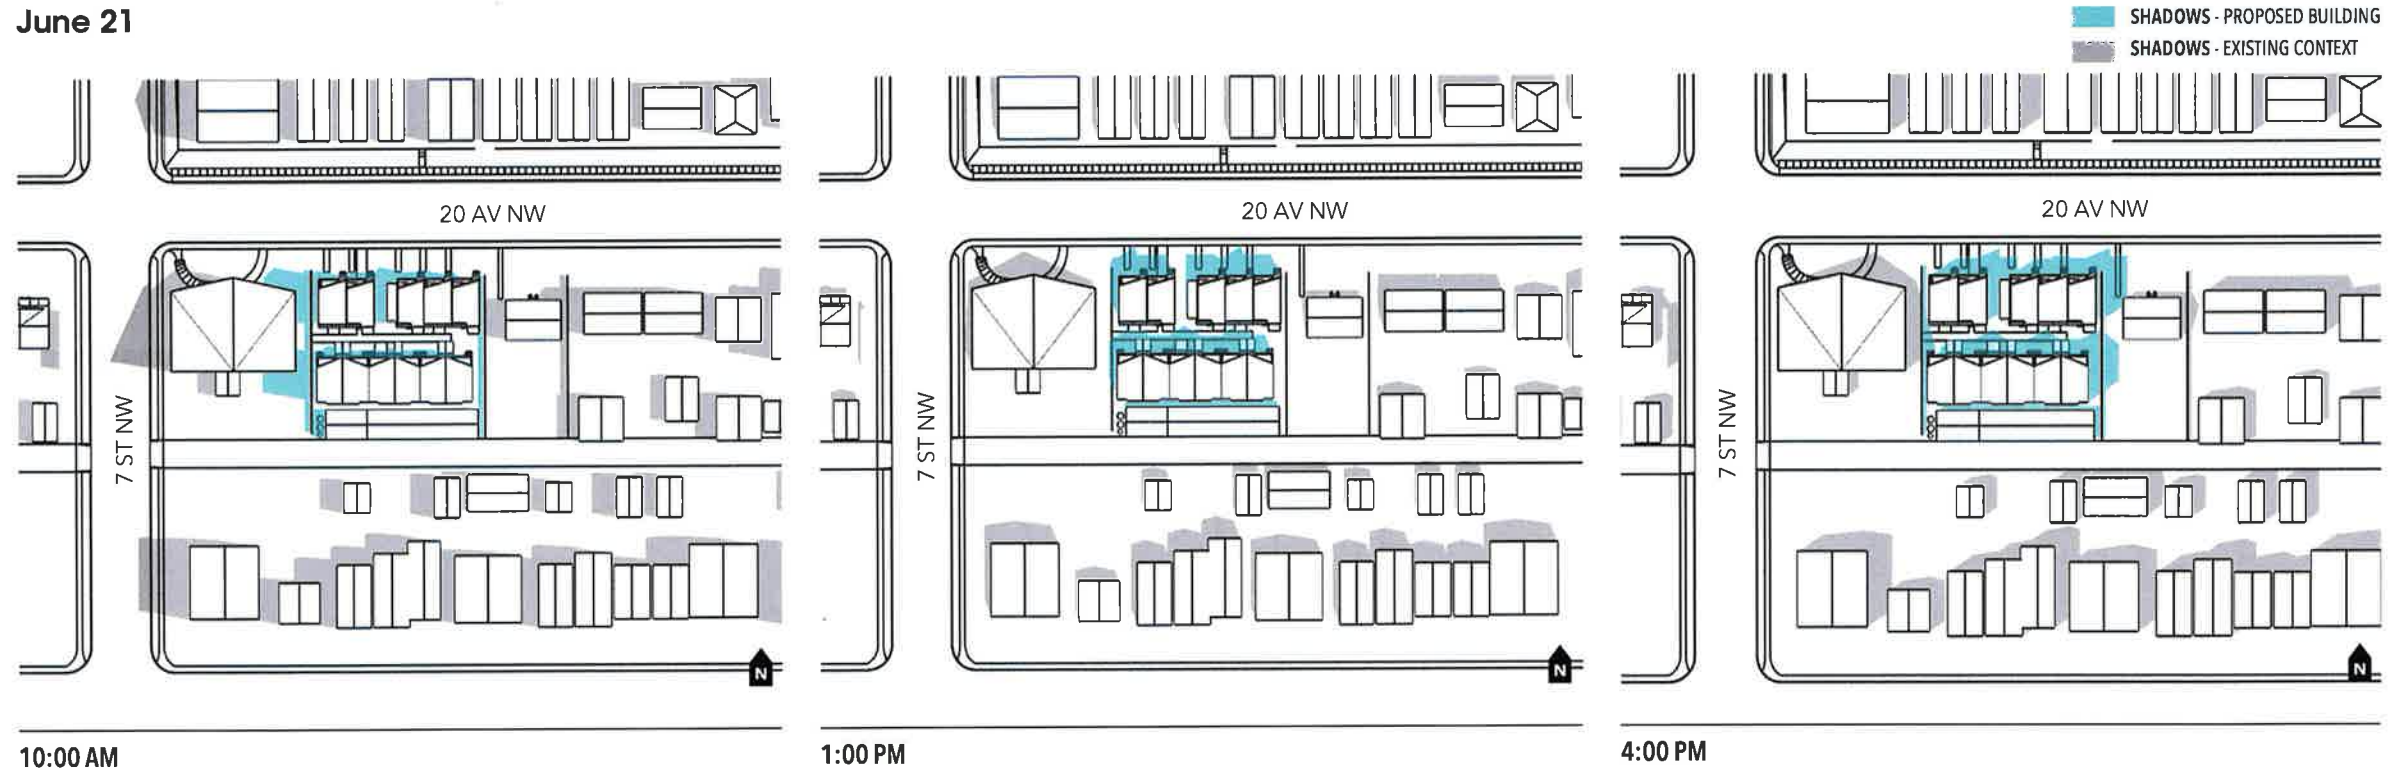 June 21
SHADOWS - PROPOSED BUILDING
SHADOWS - EXISTING CONTEXT
20 AV NW
20 AV NW
20 AV NW
7 ST NW
7 ST NW
7 ST NW
N
N
N
10:00 AM
1:00 PM
4:00 PM